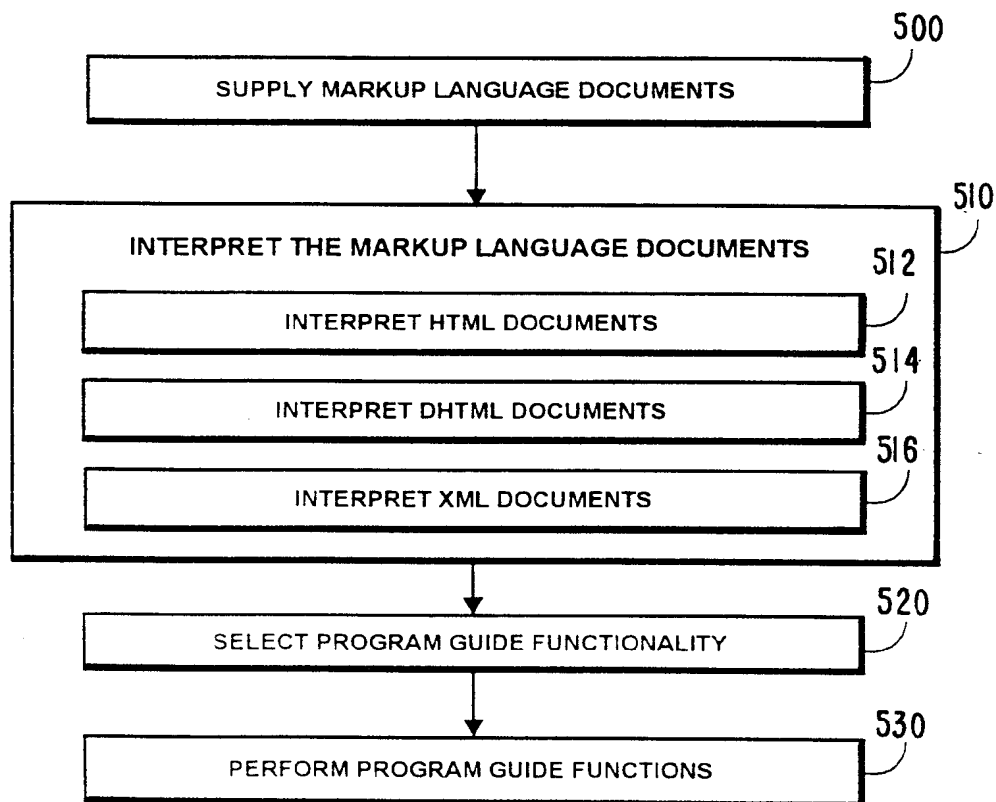 500
SUPPLY MARKUP LANGUAGE DOCUMENTS
510
INTERPRET THE MARKUP LANGUAGE DOCUMENTS
512
INTERPRET HTML DOCUMENTS
514
INTERPRET DHTML DOCUMENTS
516
INTERPRET XML DOCUMENTS
520
SELECT PROGRAM GUIDE FUNCTIONALITY
530
PERFORM PROGRAM GUIDE FUNCTIONS